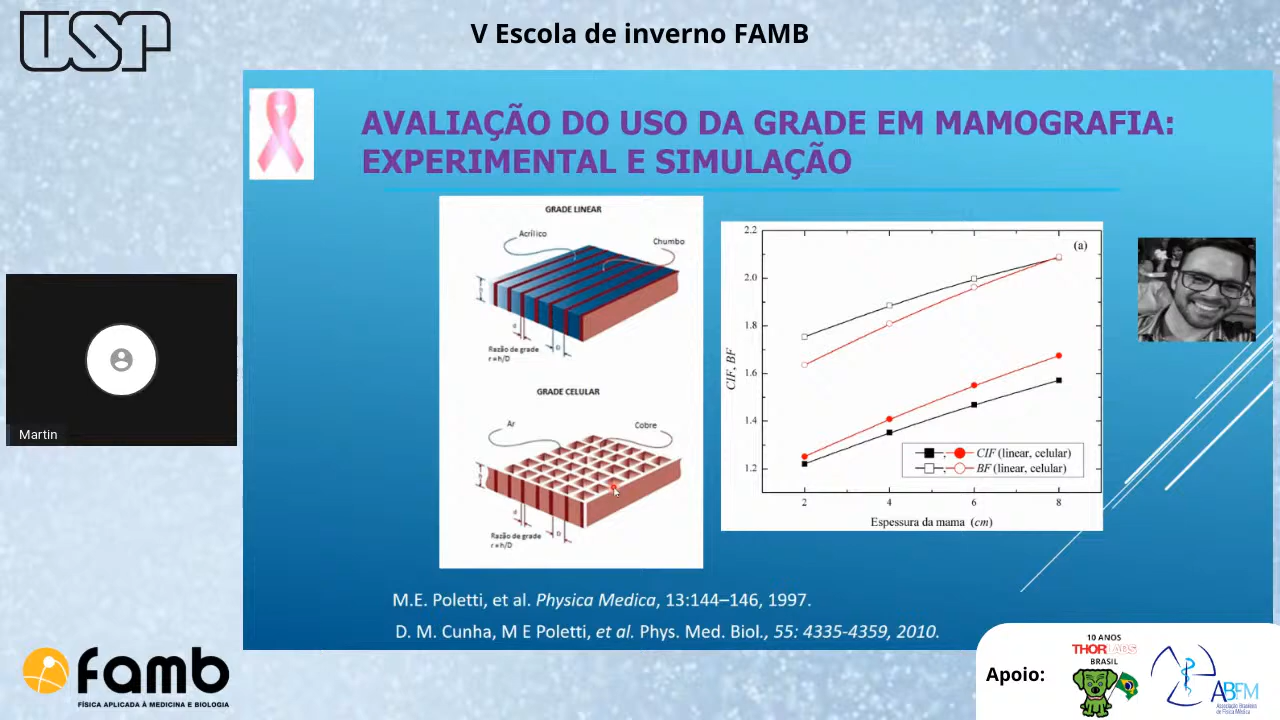 USP
V Escola de inverno FAMB
AVALIAÇÃO DO USO DA GRADE EM MAMOGRAFIA:
EXPERIMENTAL E SIMULAÇÃO
GRADE LINEAR
Acrílico
Chumbo
d
D
Razão de grade
r = h/D
GRADE CELULAR
Ar
Cobre
d
D
Razão de grade
r = h/D
(a)
2.2
2.0
1.8
1.6
1.4
1.2
CIF, BF
CIF (linear, celular)
BF (linear, celular)
2 4 6 8
Espessura da mama (cm)
Martin
M.E. Poletti, et al. Physica Medica, 13:144–146, 1997.
D. M. Cunha, M E Poletti, et al. Phys. Med. Biol., 55: 4335-4359, 2010.
famb
FÍSICA APLICADA À MEDICINA E BIOLOGIA
Apoio:
10 ANOS
THORLABS
BRASIL
ABFM
Associação Brasileira
de Física Médica